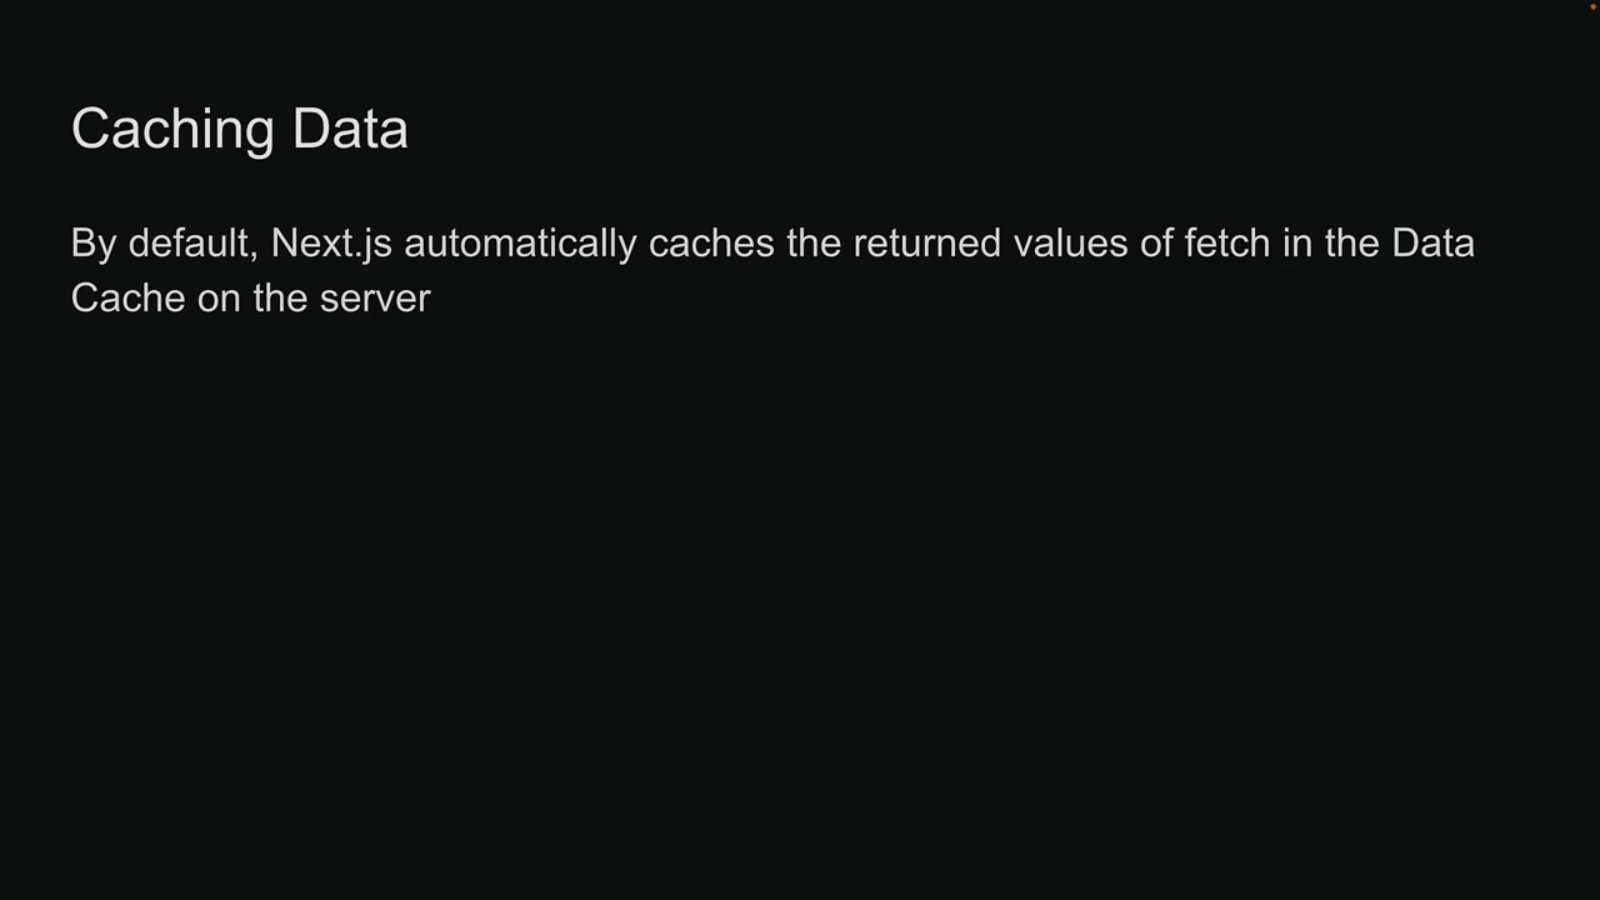 Caching Data
By default, Next.js automatically caches the returned values of fetch in the Data
Cache on the server